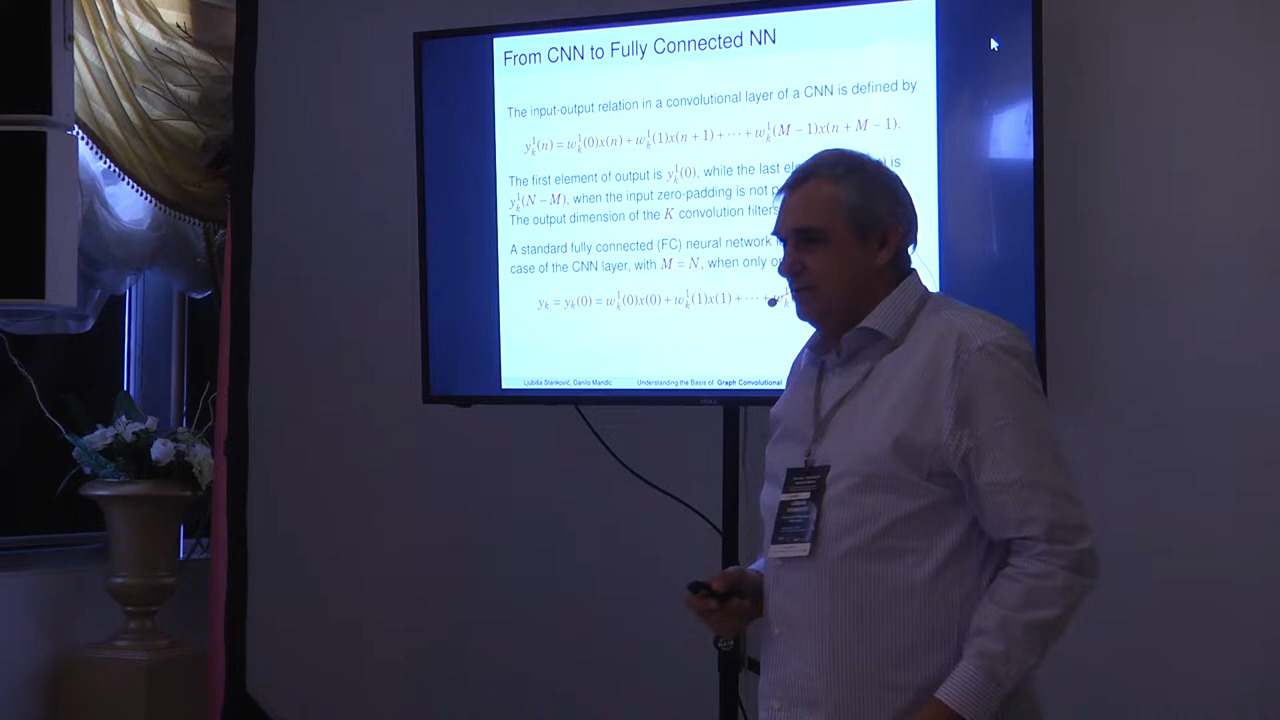 From CNN to Fully Connected NN
The input-output relation in a convolutional layer of a CNN is defined by
y_k^1(n) = w_k^1(0)x(n) + w_k^1(1)x(n + 1) + ··· + w_k^1(M − 1)x(n + M − 1).
The first element of output is y_k^1(0), while the last is
y_k^1(N − M), when the input zero-padding is not
The output dimension of the K convolution filters
A standard fully connected (FC) neural network
case of the CNN layer, with M = N, when only
y_k = y_k(0) = w_k^1(0)x(0) + w_k^1(1)x(1) + ··· + w_k^1
Ljubiša Stanković, Danilo Mandic Understanding the Basis of Graph Convolutional